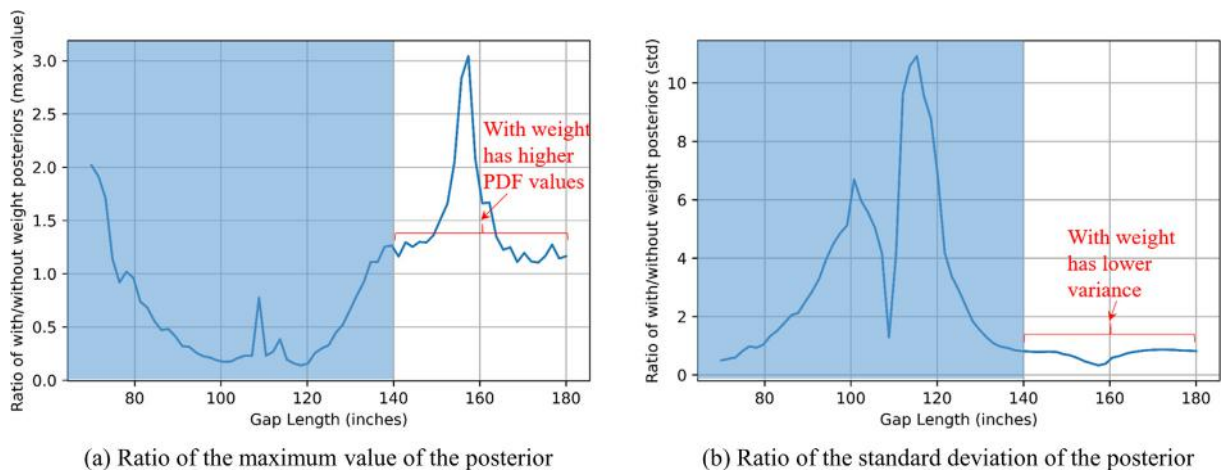 Ratio of with/without weight posteriors (max value)
3.0
2.5
2.0
1.5
1.0
0.5
0.0
With weight
has higher
PDF values
80
100
120
140
160
180
Gap Length (inches)
(a) Ratio of the maximum value of the posterior
Ratio of with/without weight posteriors (std)
10
8
6
4
2
0
With weight
has lower
variance
80
100
120
140
160
180
Gap Length (inches)
(b) Ratio of the standard deviation of the posterior